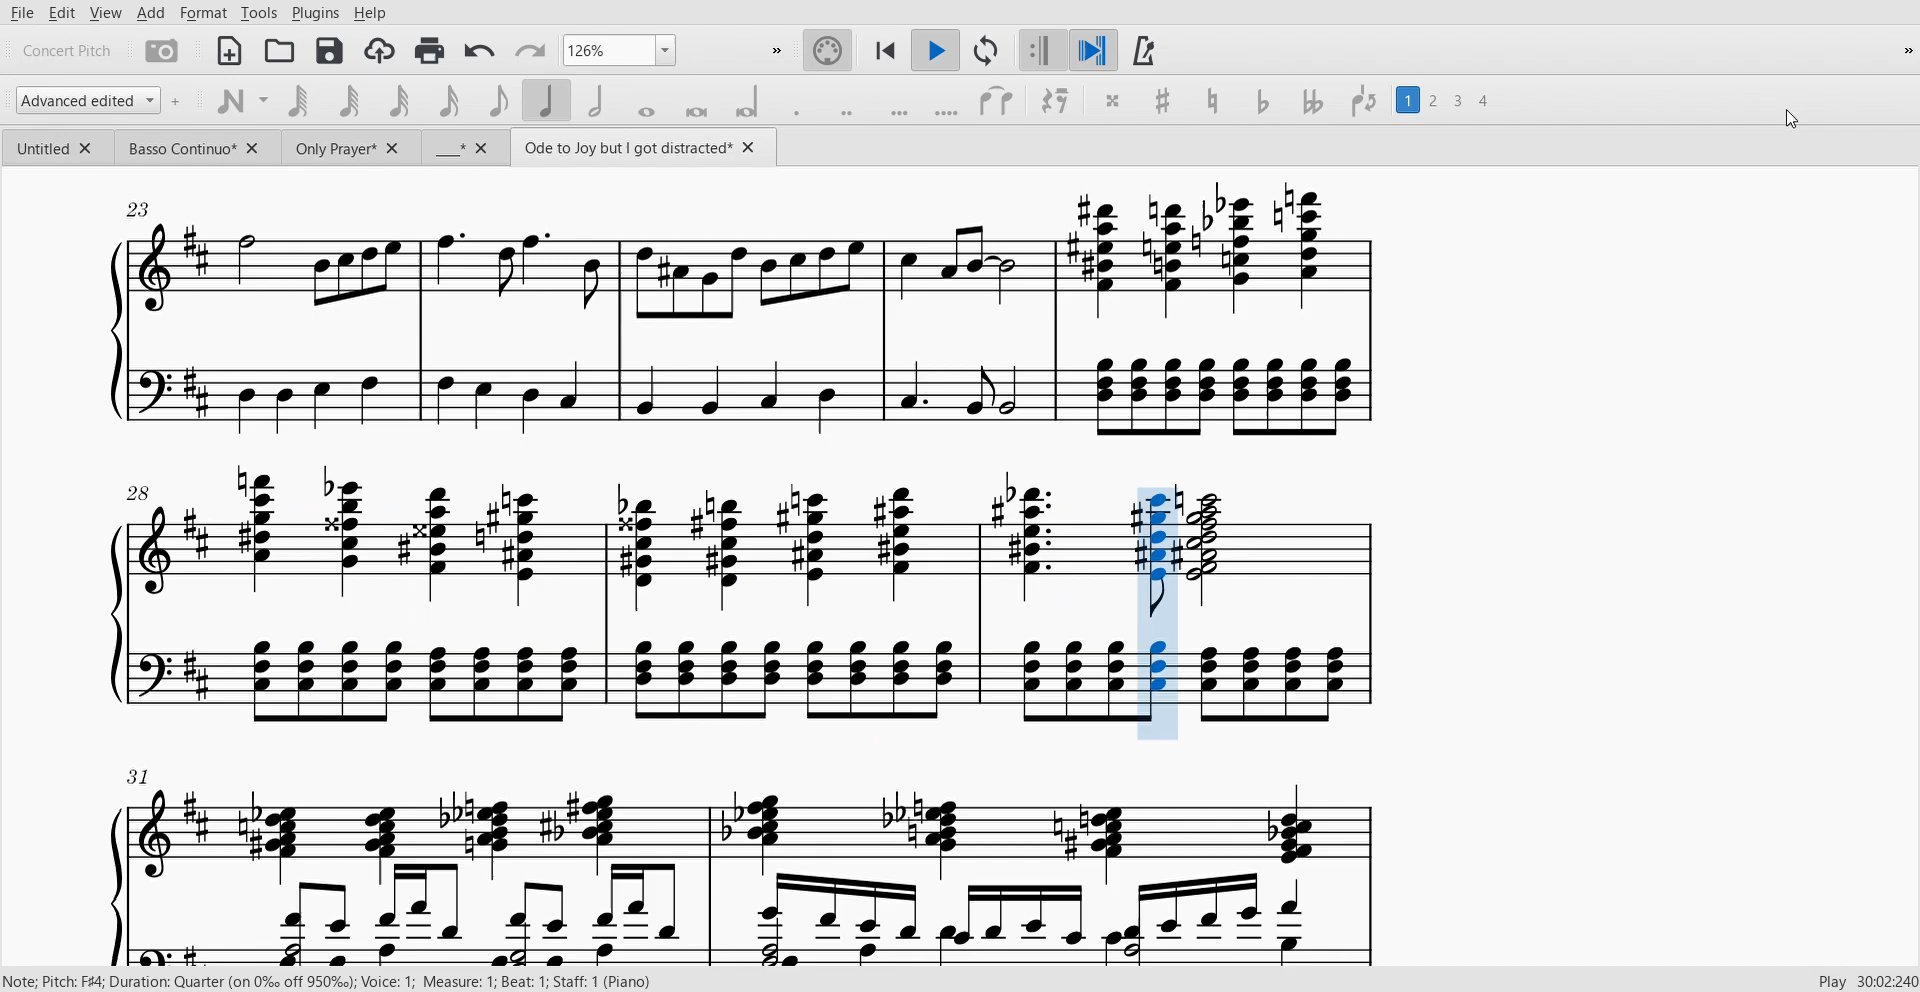 File Edit View Add Format Tools Plugins Help
Concert Pitch 126% » »
Advanced edited + 1 2 3 4
Untitled Basso Continuo* Only Prayer* ___* Ode to Joy but I got distracted*
23
28
31
Note; Pitch: F♯4; Duration: Quarter (on 0‰ off 950‰); Voice: 1; Measure: 1; Beat: 1; Staff: 1 (Piano) Play 30:02:240